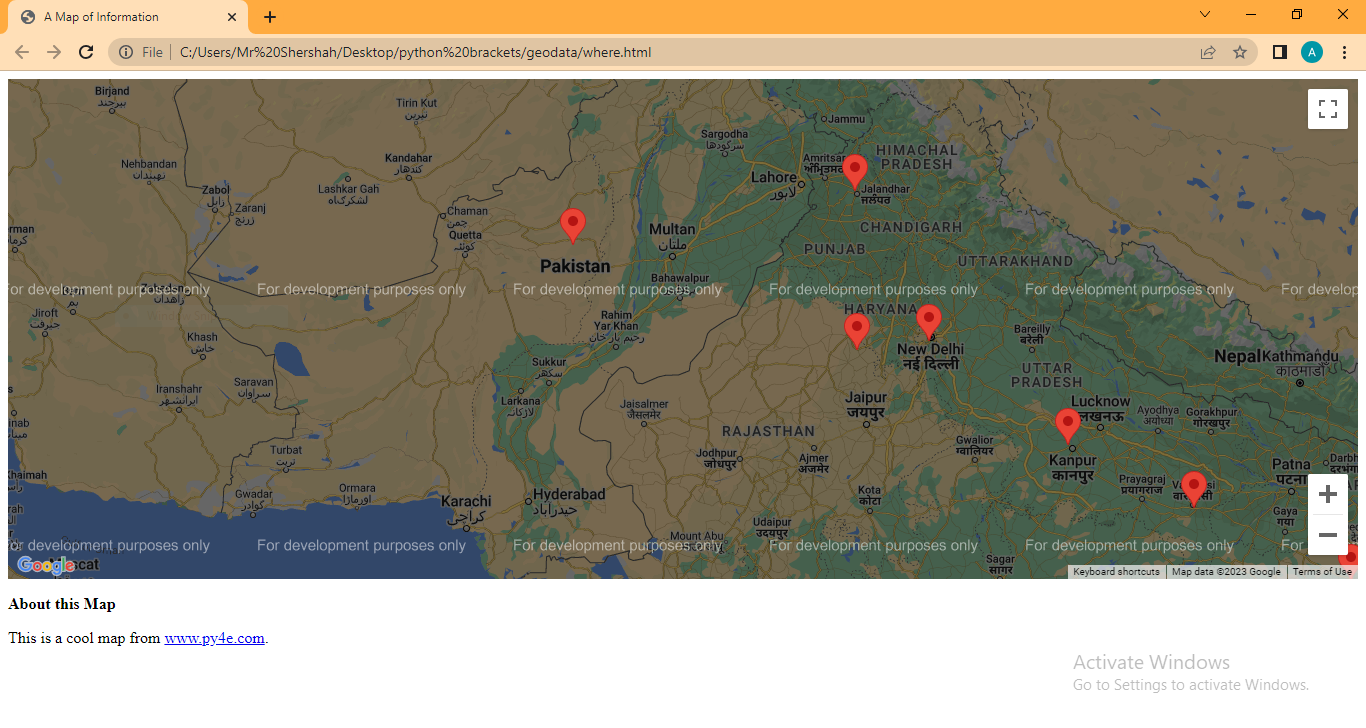 A Map of Information
File
C:/Users/Mr%20Shershah/Desktop/python%20brackets/geodata/where.html
Birjand
بیرجند
Tirin Kut
تيرين
Jammu
Sargodha
سرگودھا
HIMACHAL
PRADESH
Amritsar
Nehbandan
نهبندان
Kandahar
کندهار
Lahore
لاہور
Jalandhar
ਜਲੰਧਰ
Zabol
زابل
Lashkar Gah
لشکرگاه
Zaranj
زرنج
Chaman
چمن
Quetta
کوئٹہ
Multan
ملتان
CHANDIGARH
PUNJAB
UTTARAKHAND
Pakistan
Bahawalpur
For development purposes only
For development purposes only
For development purposes only
For development purposes only
For development purposes only
For develop
زاهدان
بم
Jiroft
جیرفت
Khash
خاش
Rahim
Yar Khan
رحیم یار خان
HARYANA
New Delhi
नई दिल्ली
Bareilly
बरेली
Nepal
Kathmandu
काठमाडौं
Sukkur
سکھر
UTTAR
PRADESH
Iranshahr
ایرانشهر
Saravan
سراوان
Larkana
لاڑکانہ
Jaisalmer
जैसलमेर
Jaipur
जयपुर
Lucknow
लखनऊ
Ayodhya
अयोध्या
Gorakhpur
गोरखपुर
RAJASTHAN
Turbat
تربت
Jodhpur
जोधपुर
Ajmer
अजमेर
Gwalior
ग्वालियर
Kanpur
कानपुर
Patna
पटना
Prayagraj
प्रयागराज
Gwadar
گوادر
Ormara
اورماڑا
Karachi
کراچی
Hyderabad
حیدرآباد
Kota
कोटा
Gaya
गया
Udaipur
उदयपुर
Mount Abu
For development purposes only
For development purposes only
For development purposes only
For development purposes only
For development purposes only
For
Sagar
सागर
Google
Keyboard shortcuts
Map data ©2023 Google
Terms of Use
About this Map
This is a cool map from www.py4e.com.
Activate Windows
Go to Settings to activate Windows.